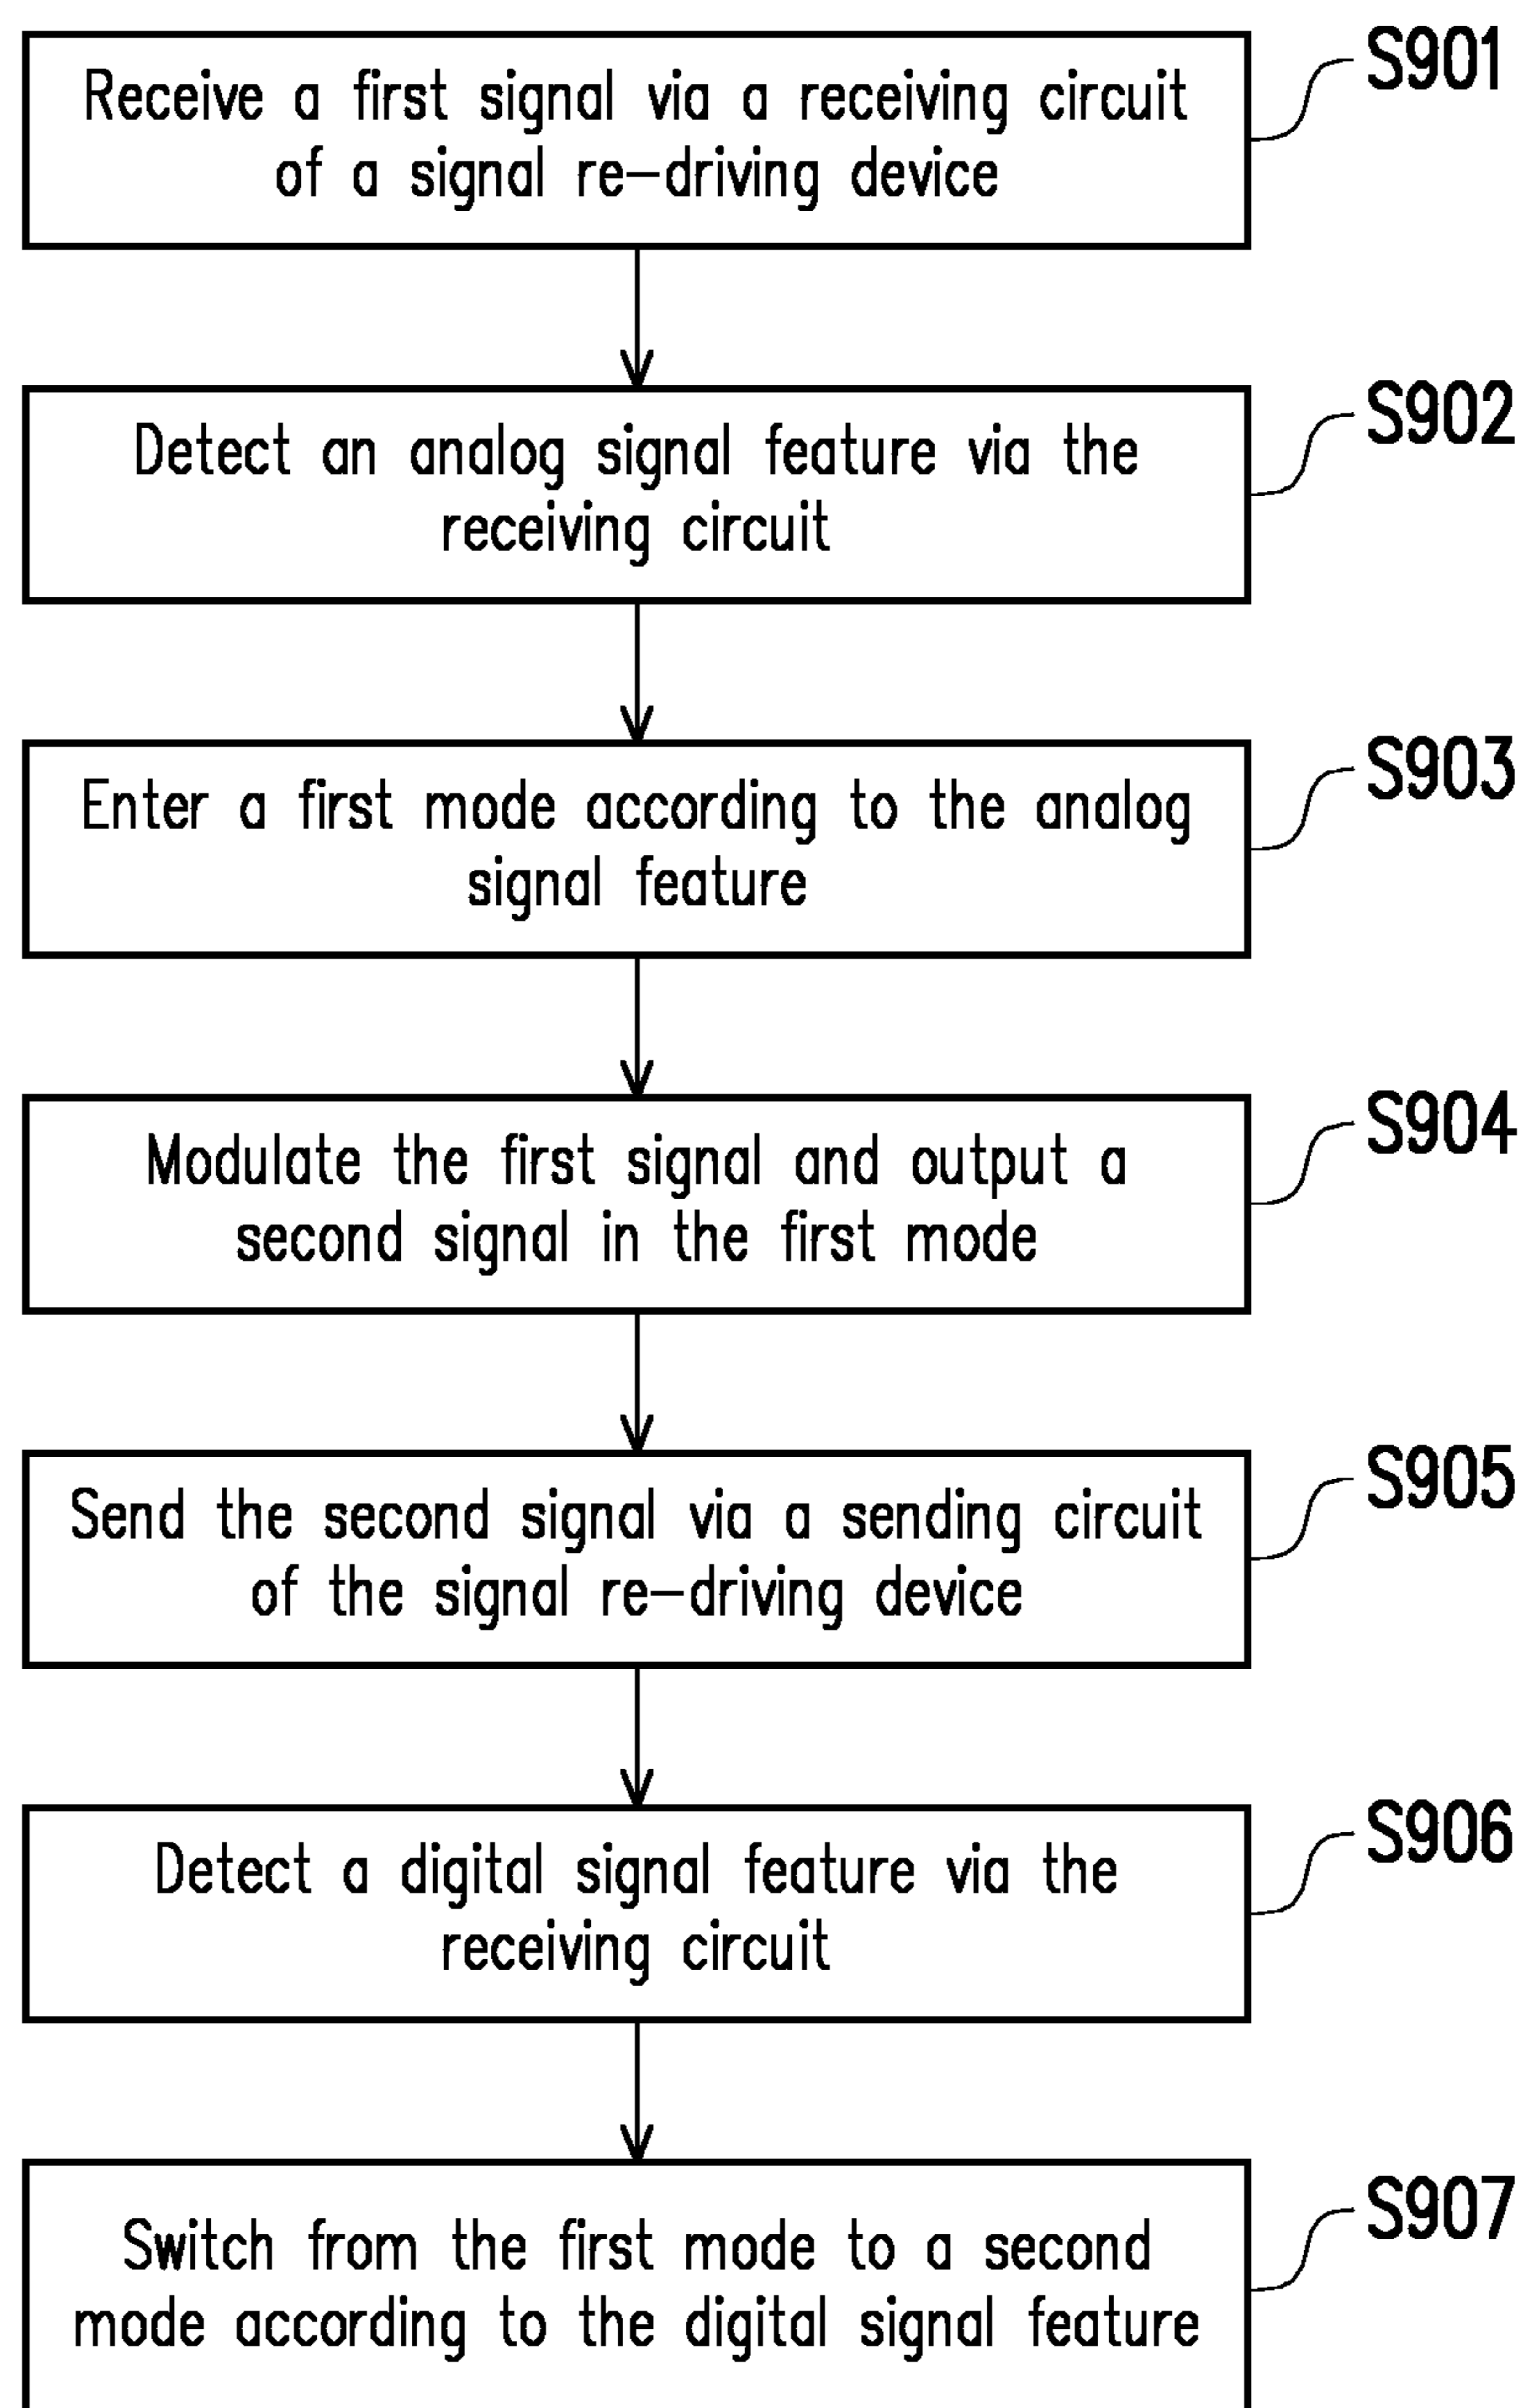 Receive a first signal via a receiving circuit
of a signal re-driving device
S901
Detect an analog signal feature via the
receiving circuit
S902
Enter a first mode according to the analog
signal feature
S903
Modulate the first signal and output a
second signal in the first mode
S904
Send the second signal via a sending circuit
of the signal re-driving device
S905
Detect a digital signal feature via the
receiving circuit
S906
Switch from the first mode to a second
mode according to the digital signal feature
S907